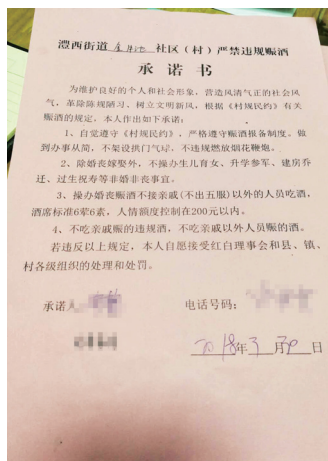 澧西街道 社区（村）严禁违规赈酒
承诺书
为维护良好的个人和社会形象，营造风清气正的社会风
气，革除陈规陋习、树立文明新风，根据《村规民约》有关
赈酒的规定，本人作出如下承诺：
1、自觉遵守《村规民约》，严格遵守赈酒报备制度。做
到办事从简，不架设拱门气球，不违规燃放烟花鞭炮。
2、除婚丧嫁娶外，不操办生儿育女、升学参军、建房乔
迁、过生祝寿等非婚非丧事宜。
3、操办婚丧赈酒不接亲戚(不出五服)以外的人员吃酒，
酒席标准6荤6素，人情额度控制在200元以内。
4、不吃亲戚赈的违规酒，不吃亲戚以外人员赈的酒。
若违反以上规定，本人自愿接受红白理事会和县、镇、
村各级组织的处理和处罚。
承诺人 电话号码：
2018年3月30日